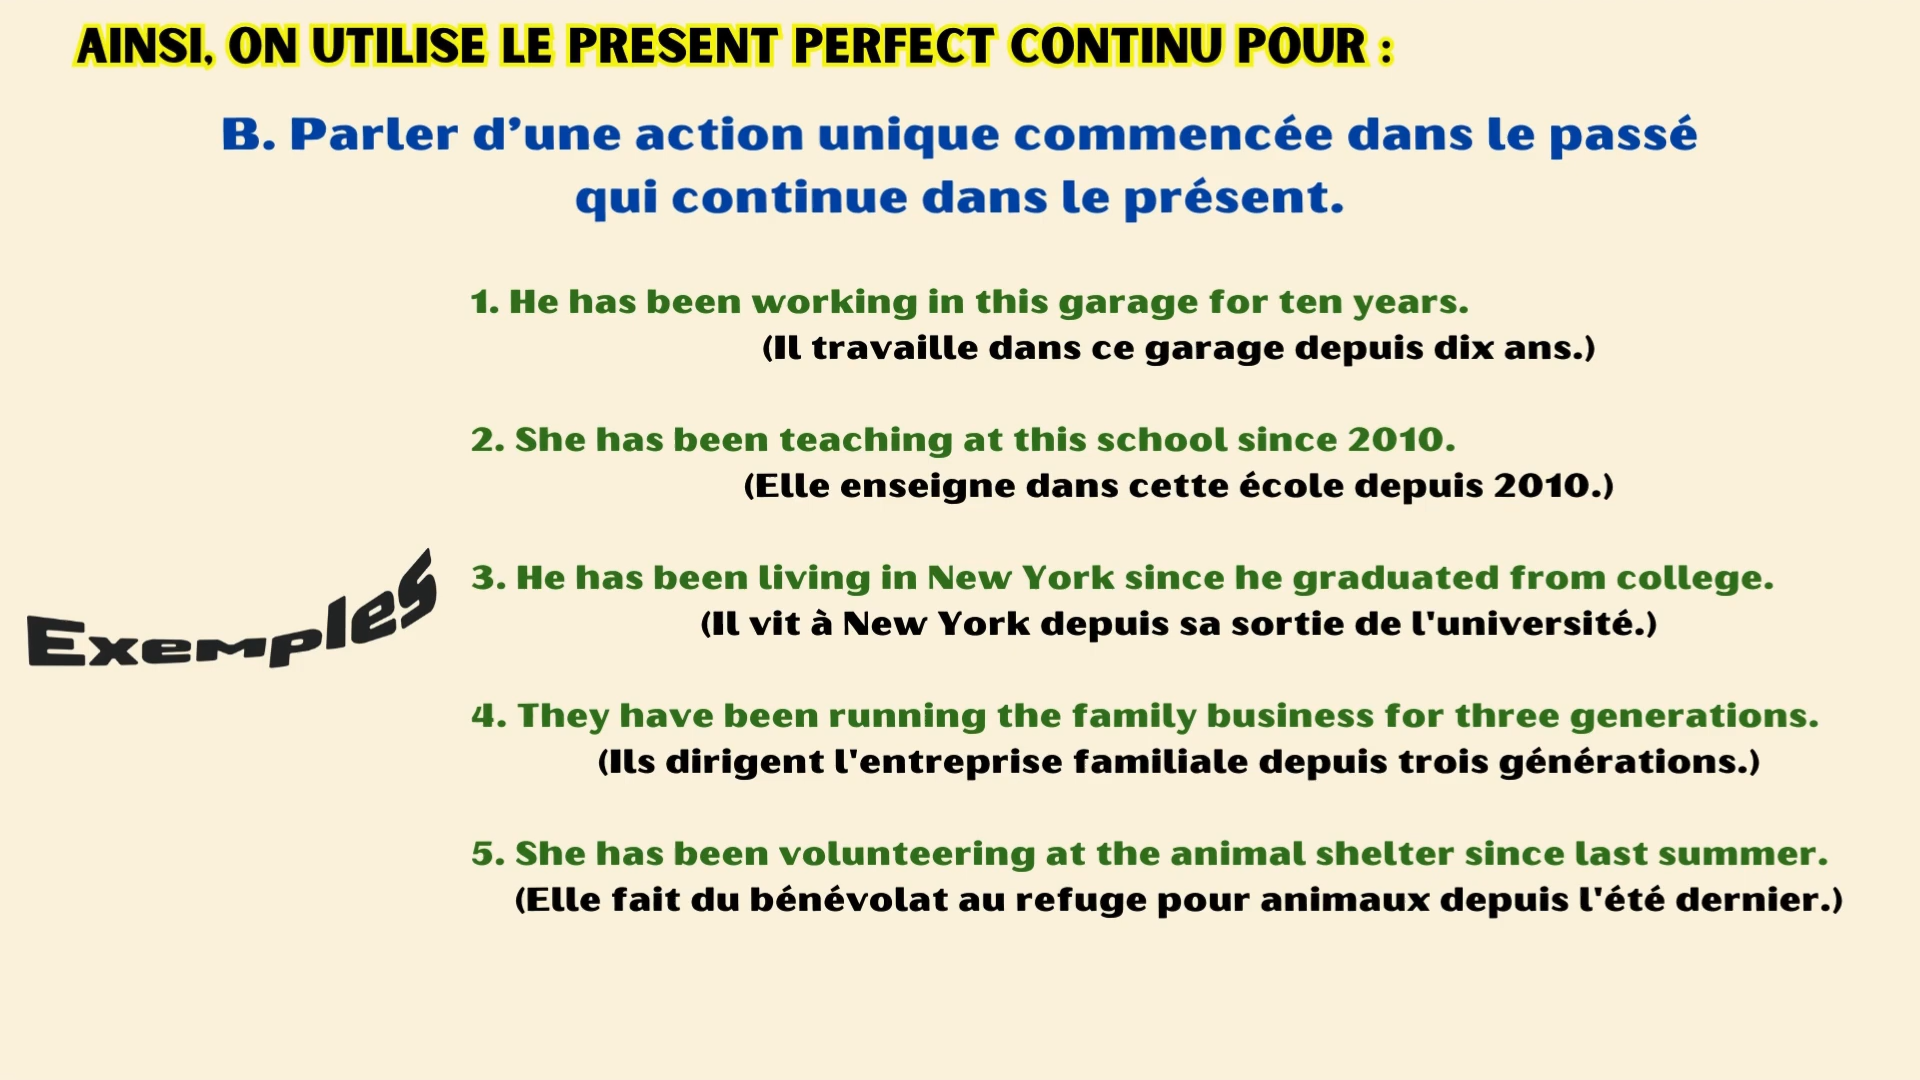 AINSI, ON UTILISE LE PRESENT PERFECT CONTINU POUR :
B. Parler d’une action unique commencée dans le passé
qui continue dans le présent.
1. He has been working in this garage for ten years.
(Il travaille dans ce garage depuis dix ans.)
2. She has been teaching at this school since 2010.
(Elle enseigne dans cette école depuis 2010.)
Exemples
3. He has been living in New York since he graduated from college.
(Il vit à New York depuis sa sortie de l'université.)
4. They have been running the family business for three generations.
(Ils dirigent l'entreprise familiale depuis trois générations.)
5. She has been volunteering at the animal shelter since last summer.
(Elle fait du bénévolat au refuge pour animaux depuis l'été dernier.)